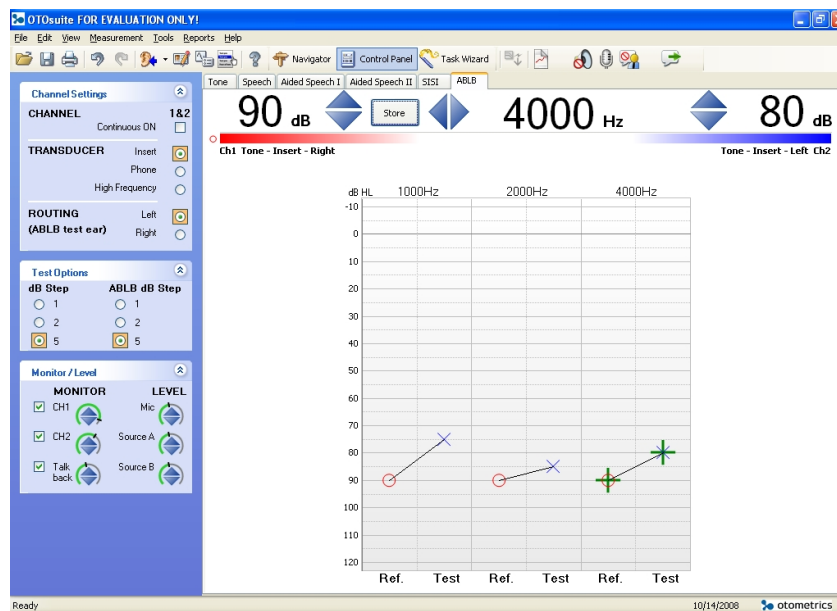 OTOsuite FOR EVALUATION ONLY!
File Edit View Measurement Tools Reports Help
Navigator Control Panel Task Wizard
Tone Speech Aided Speech I Aided Speech II SISI ABLB
Channel Settings
CHANNEL 1&2
Continuous ON
TRANSDUCER Insert
Phone
High Frequency
ROUTING Left
(ABLB test ear) Right
Test Options
dB Step ABLB dB Step
1 1
2 2
5 5
Monitor / Level
MONITOR LEVEL
CH1 Mic
CH2 Source A
Talk back Source B
90 dB Store 4000 Hz 80 dB
Ch1 Tone - Insert - Right Tone - Insert - Left Ch2
dB HL 1000Hz 2000Hz 4000Hz
-10
0
10
20
30
40
50
60
70
80
90
100
110
120
Ref. Test Ref. Test Ref. Test
Ready 10/14/2008 otometrics